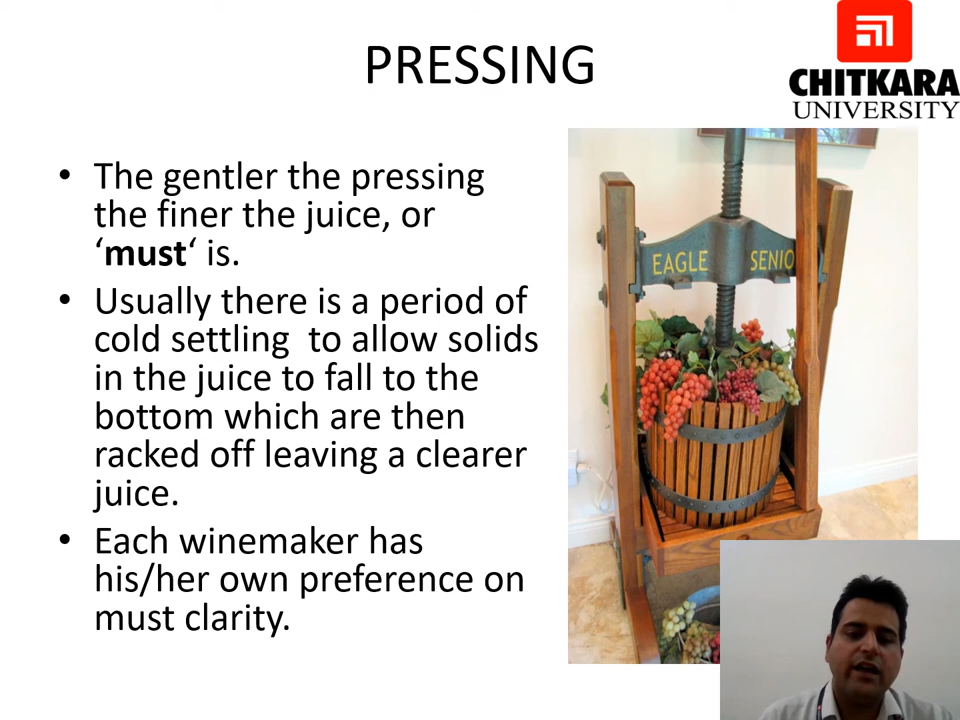 PRESSING
CHITKARA
UNIVERSITY
• The gentler the pressing
the finer the juice, or
‘must‘ is.
• Usually there is a period of
cold settling  to allow solids
in the juice to fall to the
bottom which are then
racked off leaving a clearer
juice.
• Each winemaker has
his/her own preference on
must clarity.
EAGLE SENIO